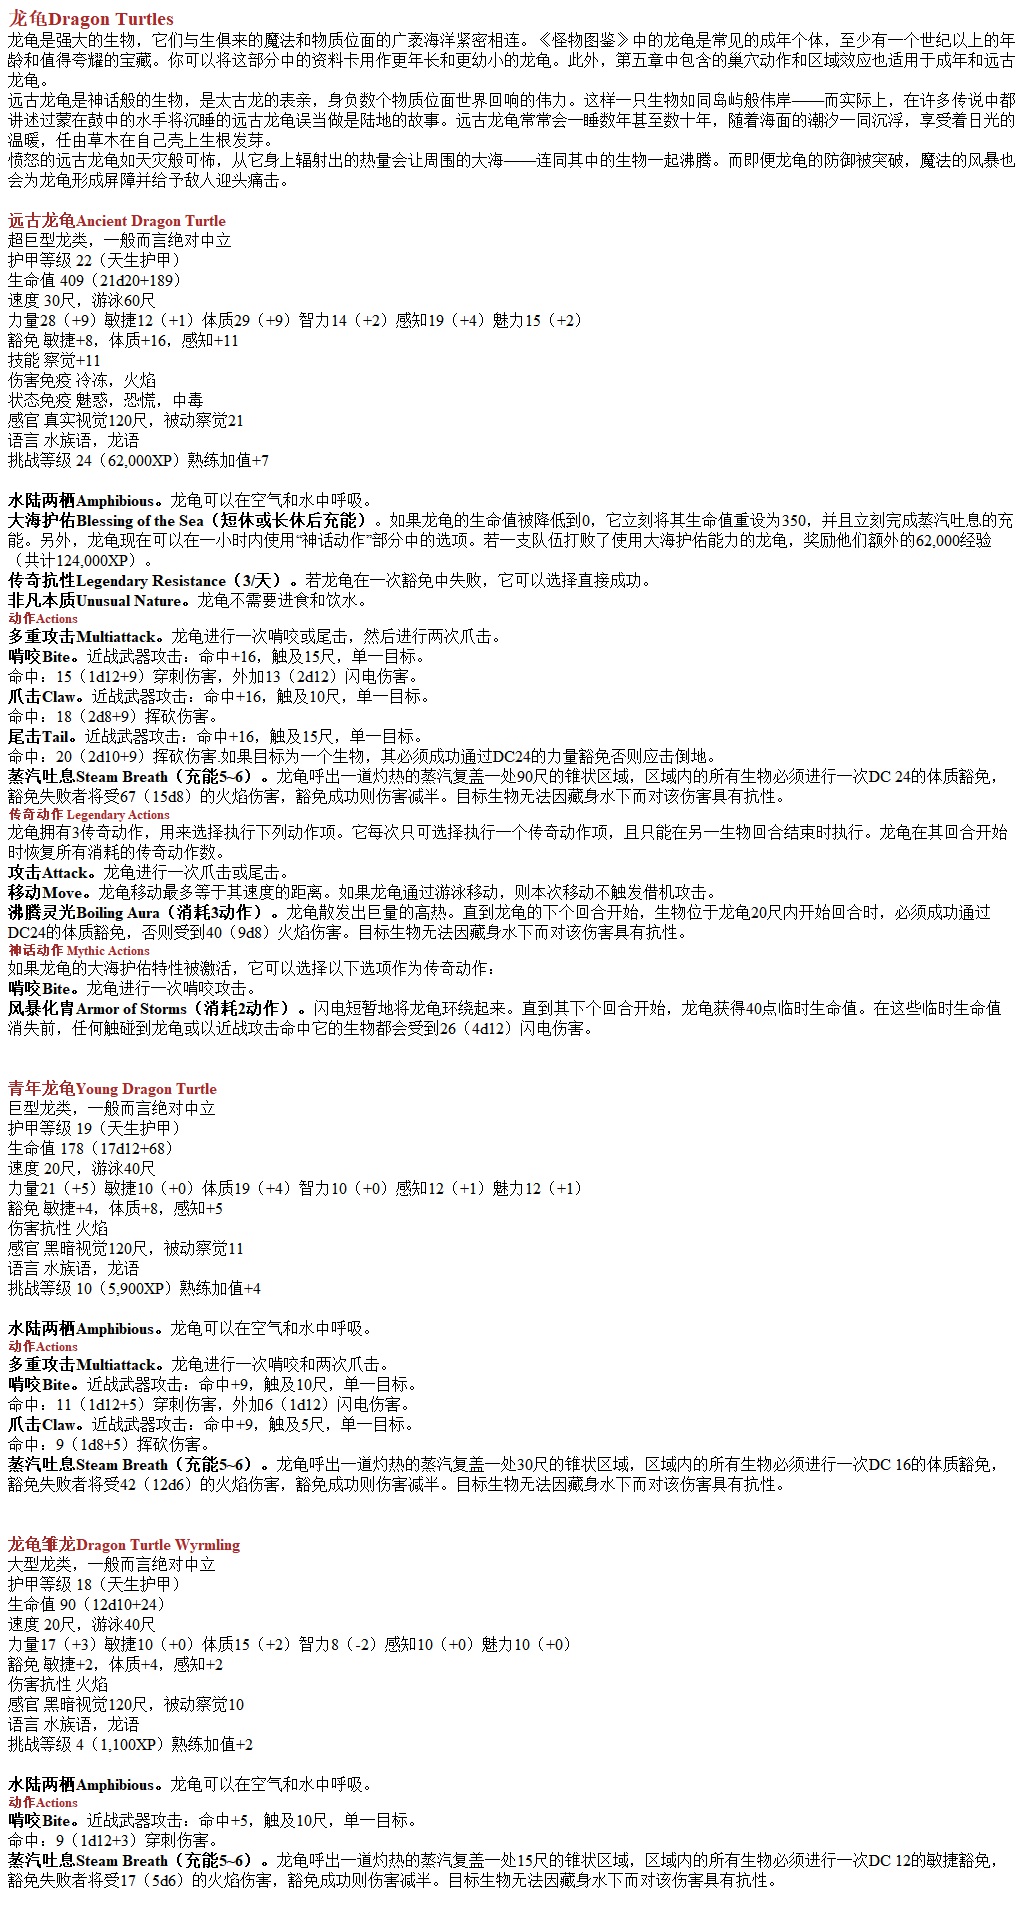 龙龟Dragon Turtles
龙龟是强大的生物，它们与生俱来的魔法和物质位面的广袤海洋紧密相连。《怪物图鉴》中的龙龟是常见的成年个体，至少有一个世纪以上的年
龄和值得夸耀的宝藏。你可以将这部分中的资料卡用作更年长和更幼小的龙龟。此外，第五章中包含的巢穴动作和区域效应也适用于成年和远古
龙龟。
远古龙龟是神话般的生物，是太古龙的表亲，身负数个物质位面世界回响的伟力。这样一只生物如同岛屿般伟岸——而实际上，在许多传说中都
讲述过蒙在鼓中的水手将沉睡的远古龙龟误当做是陆地的故事。远古龙龟常常会一睡数年甚至数十年，随着海面的潮汐一同沉浮，享受着日光的
温暖，任由草木在自己壳上生根发芽。
愤怒的远古龙龟如天灾般可怖，从它身上辐射出的热量会让周围的大海——连同其中的生物一起沸腾。而即便龙龟的防御被突破，魔法的风暴也
会为龙龟形成屏障并给予敌人迎头痛击。
远古龙龟Ancient Dragon Turtle
超巨型龙类，一般而言绝对中立
护甲等级 22（天生护甲）
生命值 409（21d20+189）
速度 30尺，游泳60尺
力量28（+9）敏捷12（+1）体质29（+9）智力14（+2）感知19（+4）魅力15（+2）
豁免 敏捷+8，体质+16，感知+11
技能 察觉+11
伤害免疫 冷冻，火焰
状态免疫 魅惑，恐慌，中毒
感官 真实视觉120尺，被动察觉21
语言 水族语，龙语
挑战等级 24（62,000XP）熟练加值+7
水陆两栖Amphibious。龙龟可以在空气和水中呼吸。
大海护佑Blessing of the Sea（短休或长休后充能）。如果龙龟的生命值被降低到0，它立刻将其生命值重设为350，并且立刻完成蒸汽吐息的充
能。另外，龙龟现在可以在一小时内使用“神话动作”部分中的选项。若一支队伍打败了使用大海护佑能力的龙龟，奖励他们额外的62,000经验
（共计124,000XP）。
传奇抗性Legendary Resistance（3/天）。若龙龟在一次豁免中失败，它可以选择直接成功。
非凡本质Unusual Nature。龙龟不需要进食和饮水。
动作Actions
多重攻击Multiattack。龙龟进行一次啃咬或尾击，然后进行两次爪击。
啃咬Bite。近战武器攻击：命中+16，触及15尺，单一目标。
命中：15（1d12+9）穿刺伤害，外加13（2d12）闪电伤害。
爪击Claw。近战武器攻击：命中+16，触及10尺，单一目标。
命中：18（2d8+9）挥砍伤害。
尾击Tail。近战武器攻击：命中+16，触及15尺，单一目标。
命中：20（2d10+9）挥砍伤害.如果目标为一个生物，其必须成功通过DC24的力量豁免否则应击倒地。
蒸汽吐息Steam Breath（充能5~6）。龙龟呼出一道灼热的蒸汽复盖一处90尺的锥状区域，区域内的所有生物必须进行一次DC 24的体质豁免，
豁免失败者将受67（15d8）的火焰伤害，豁免成功则伤害减半。目标生物无法因藏身水下而对该伤害具有抗性。
传奇动作 Legendary Actions
龙龟拥有3传奇动作，用来选择执行下列动作项。它每次只可选择执行一个传奇动作项，且只能在另一生物回合结束时执行。龙龟在其回合开始
时恢复所有消耗的传奇动作数。
攻击Attack。龙龟进行一次爪击或尾击。
移动Move。龙龟移动最多等于其速度的距离。如果龙龟通过游泳移动，则本次移动不触发借机攻击。
沸腾灵光Boiling Aura（消耗3动作）。龙龟散发出巨量的高热。直到龙龟的下个回合开始，生物位于龙龟20尺内开始回合时，必须成功通过
DC24的体质豁免，否则受到40（9d8）火焰伤害。目标生物无法因藏身水下而对该伤害具有抗性。
神话动作 Mythic Actions
如果龙龟的大海护佑特性被激活，它可以选择以下选项作为传奇动作：
啃咬Bite。龙龟进行一次啃咬攻击。
风暴化胄Armor of Storms（消耗2动作）。闪电短暂地将龙龟环绕起来。直到其下个回合开始，龙龟获得40点临时生命值。在这些临时生命值
消失前，任何触碰到龙龟或以近战攻击命中它的生物都会受到26（4d12）闪电伤害。
青年龙龟Young Dragon Turtle
巨型龙类，一般而言绝对中立
护甲等级 19（天生护甲）
生命值 178（17d12+68）
速度 20尺，游泳40尺
力量21（+5）敏捷10（+0）体质19（+4）智力10（+0）感知12（+1）魅力12（+1）
豁免 敏捷+4，体质+8，感知+5
伤害抗性 火焰
感官 黑暗视觉120尺，被动察觉11
语言 水族语，龙语
挑战等级 10（5,900XP）熟练加值+4
水陆两栖Amphibious。龙龟可以在空气和水中呼吸。
动作Actions
多重攻击Multiattack。龙龟进行一次啃咬和两次爪击。
啃咬Bite。近战武器攻击：命中+9，触及10尺，单一目标。
命中：11（1d12+5）穿刺伤害，外加6（1d12）闪电伤害。
爪击Claw。近战武器攻击：命中+9，触及5尺，单一目标。
命中：9（1d8+5）挥砍伤害。
蒸汽吐息Steam Breath（充能5~6）。龙龟呼出一道灼热的蒸汽复盖一处30尺的锥状区域，区域内的所有生物必须进行一次DC 16的体质豁免，
豁免失败者将受42（12d6）的火焰伤害，豁免成功则伤害减半。目标生物无法因藏身水下而对该伤害具有抗性。
龙龟雏龙Dragon Turtle Wyrmling
大型龙类，一般而言绝对中立
护甲等级 18（天生护甲）
生命值 90（12d10+24）
速度 20尺，游泳40尺
力量17（+3）敏捷10（+0）体质15（+2）智力8（-2）感知10（+0）魅力10（+0）
豁免 敏捷+2，体质+4，感知+2
伤害抗性 火焰
感官 黑暗视觉120尺，被动察觉10
语言 水族语，龙语
挑战等级 4（1,100XP）熟练加值+2
水陆两栖Amphibious。龙龟可以在空气和水中呼吸。
动作Actions
啃咬Bite。近战武器攻击：命中+5，触及10尺，单一目标。
命中：9（1d12+3）穿刺伤害。
蒸汽吐息Steam Breath（充能5~6）。龙龟呼出一道灼热的蒸汽复盖一处15尺的锥状区域，区域内的所有生物必须进行一次DC 12的敏捷豁免，
豁免失败者将受17（5d6）的火焰伤害，豁免成功则伤害减半。目标生物无法因藏身水下而对该伤害具有抗性。